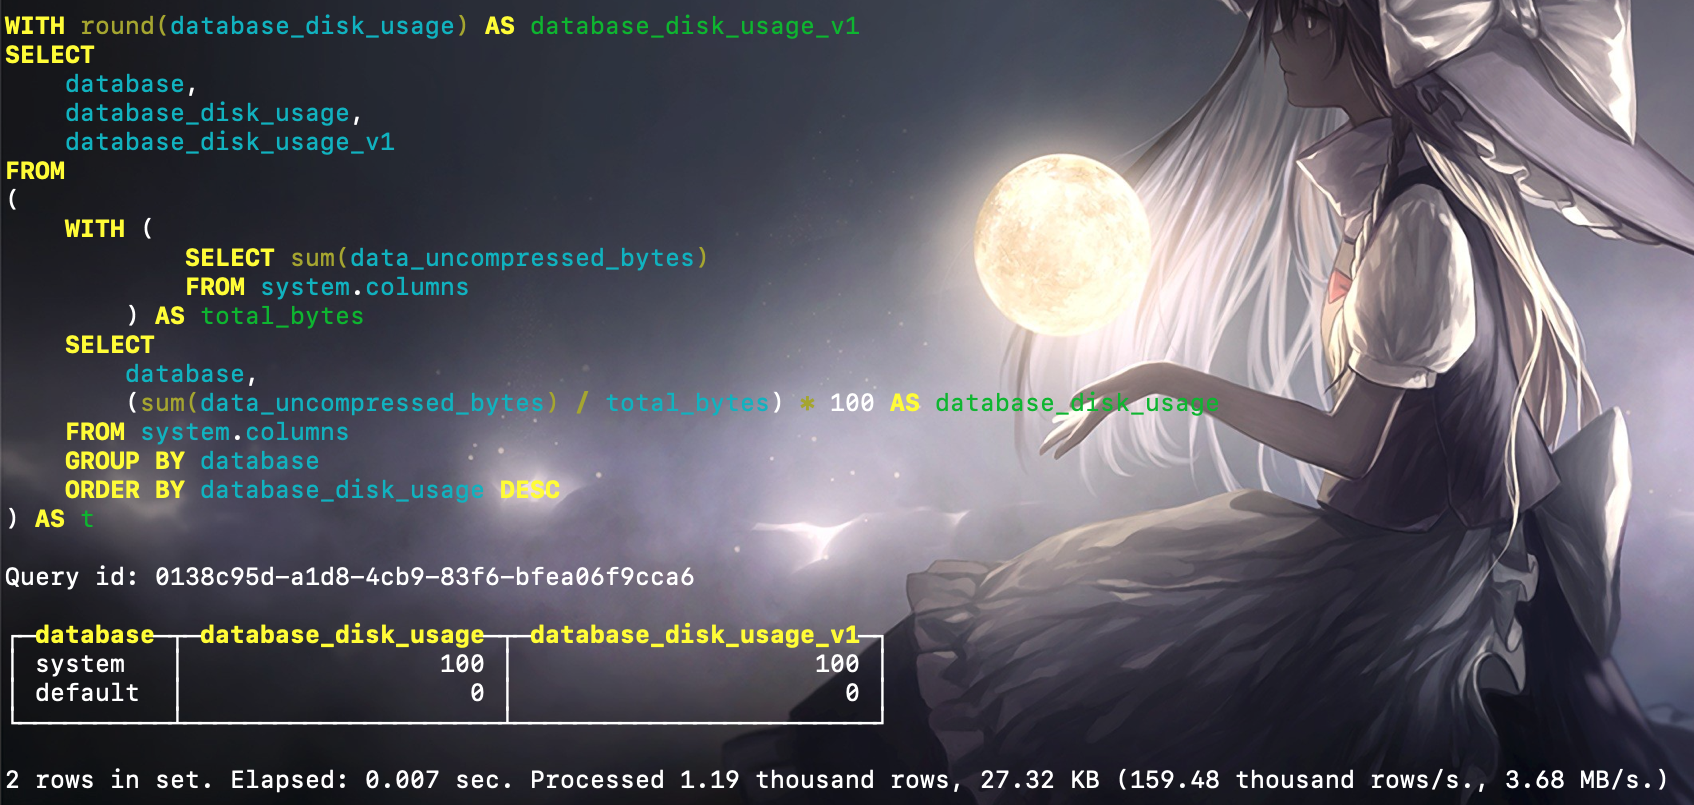 WITH round(database_disk_usage) AS database_disk_usage_v1
SELECT
    database,
    database_disk_usage,
    database_disk_usage_v1
FROM
(
    WITH (
            SELECT sum(data_uncompressed_bytes)
            FROM system.columns
        ) AS total_bytes
    SELECT
        database,
        (sum(data_uncompressed_bytes) / total_bytes) * 100 AS database_disk_usage
    FROM system.columns
    GROUP BY database
    ORDER BY database_disk_usage DESC
) AS t
Query id: 0138c95d-a1d8-4cb9-83f6-bfea06f9cca6
database database_disk_usage database_disk_usage_v1
system 100 100
default 0 0
2 rows in set. Elapsed: 0.007 sec. Processed 1.19 thousand rows, 27.32 KB (159.48 thousand rows/s., 3.68 MB/s.)